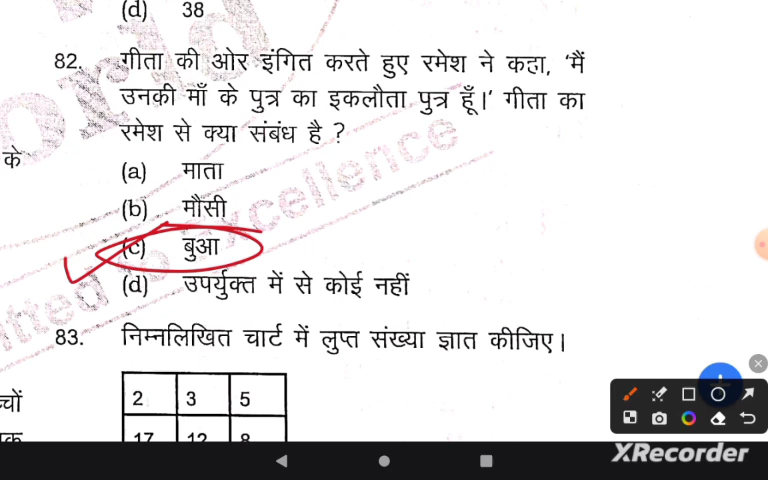 (d) 38
82. गीता की ओर इंगित करते हुए रमेश ने कहा, 'मैं
उनकी माँ के पुत्र का इकलौता पुत्र हूँ।' गीता का
रमेश से क्या संबंध है ?
के
(a) माता
(b) मौसी
(c) बुआ
(d) उपर्युक्त में से कोई नहीं
83. निम्नलिखित चार्ट में लुप्त संख्या ज्ञात कीजिए।
2 3 5
17 12 8
XRecorder